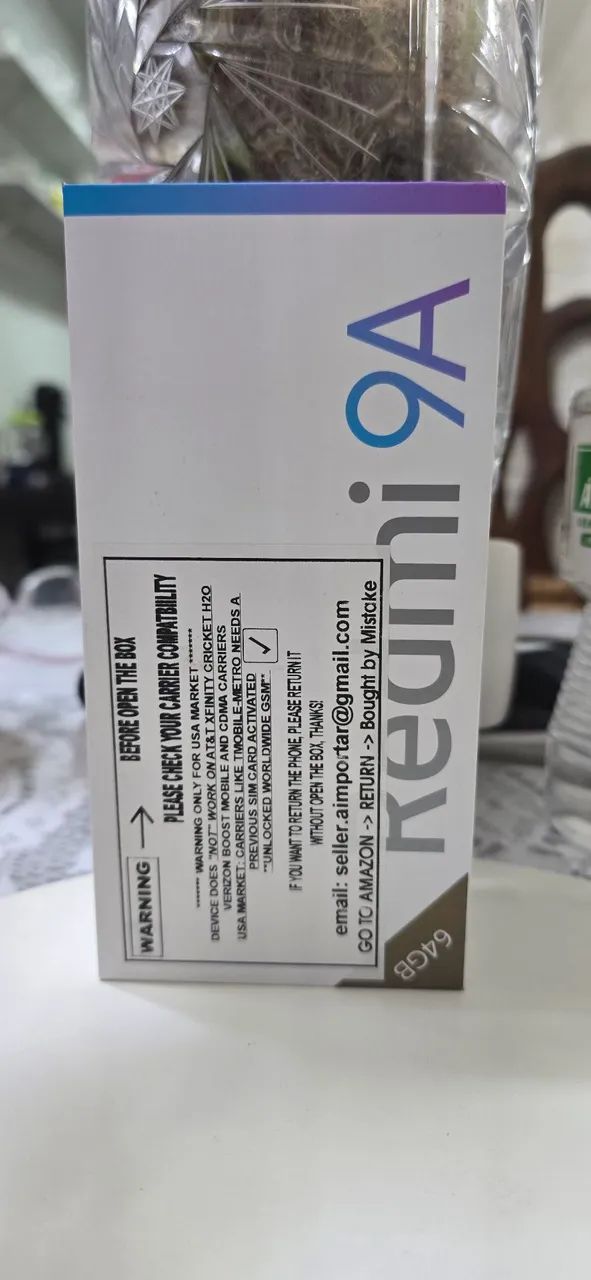 Redmi 9A
64GB
WARNING → BEFORE OPEN THE BOX
PLEASE CHECK YOUR CARRIER COMPATIBILITY
******* WARNING ONLY FOR USA MARKET *******
DEVICE DOES "NOT" WORK ON AT&T XFINITY CRICKET H2O
VERIZON BOOST MOBILE AND CDMA CARRIERS
USA MARKET: CARRIERS LIKE TMOBILE-METRO NEEDS A
PREVIOUS SIM CARD ACTIVATED
**UNLOCKED WORLDWIDE GSM** ✓
IF YOU WANT TO RETURN THE PHONE, PLEASE RETURN IT
WITHOUT OPEN THE BOX, THANKS!
email: seller.aimportar@gmail.com
GO TO AMAZON -> RETURN -> Bought by Mistake